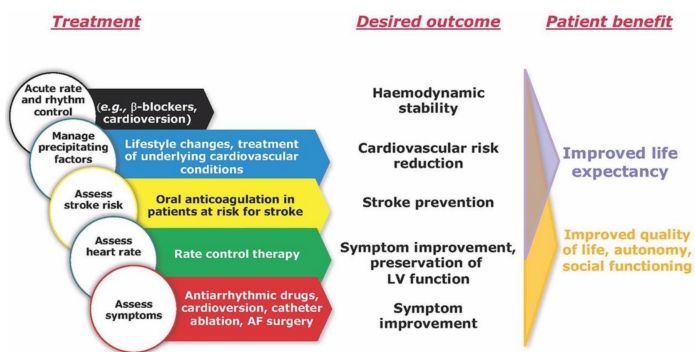 Treatment
Desired outcome
Patient benefit
Acute rate
and rhythm
control
(e.g., β-blockers,
cardioversion)
Haemodynamic
stability
Manage
precipitating
factors
Lifestyle changes, treatment
of underlying cardiovascular
conditions
Cardiovascular risk
reduction
Assess
stroke risk
Oral anticoagulation in
patients at risk for stroke
Stroke prevention
Assess
heart rate
Rate control therapy
Symptom improvement,
preservation of
LV function
Assess
symptoms
Antiarrhythmic drugs,
cardioversion, catheter
ablation, AF surgery
Symptom
improvement
Improved life
expectancy
Improved quality
of life, autonomy,
social functioning